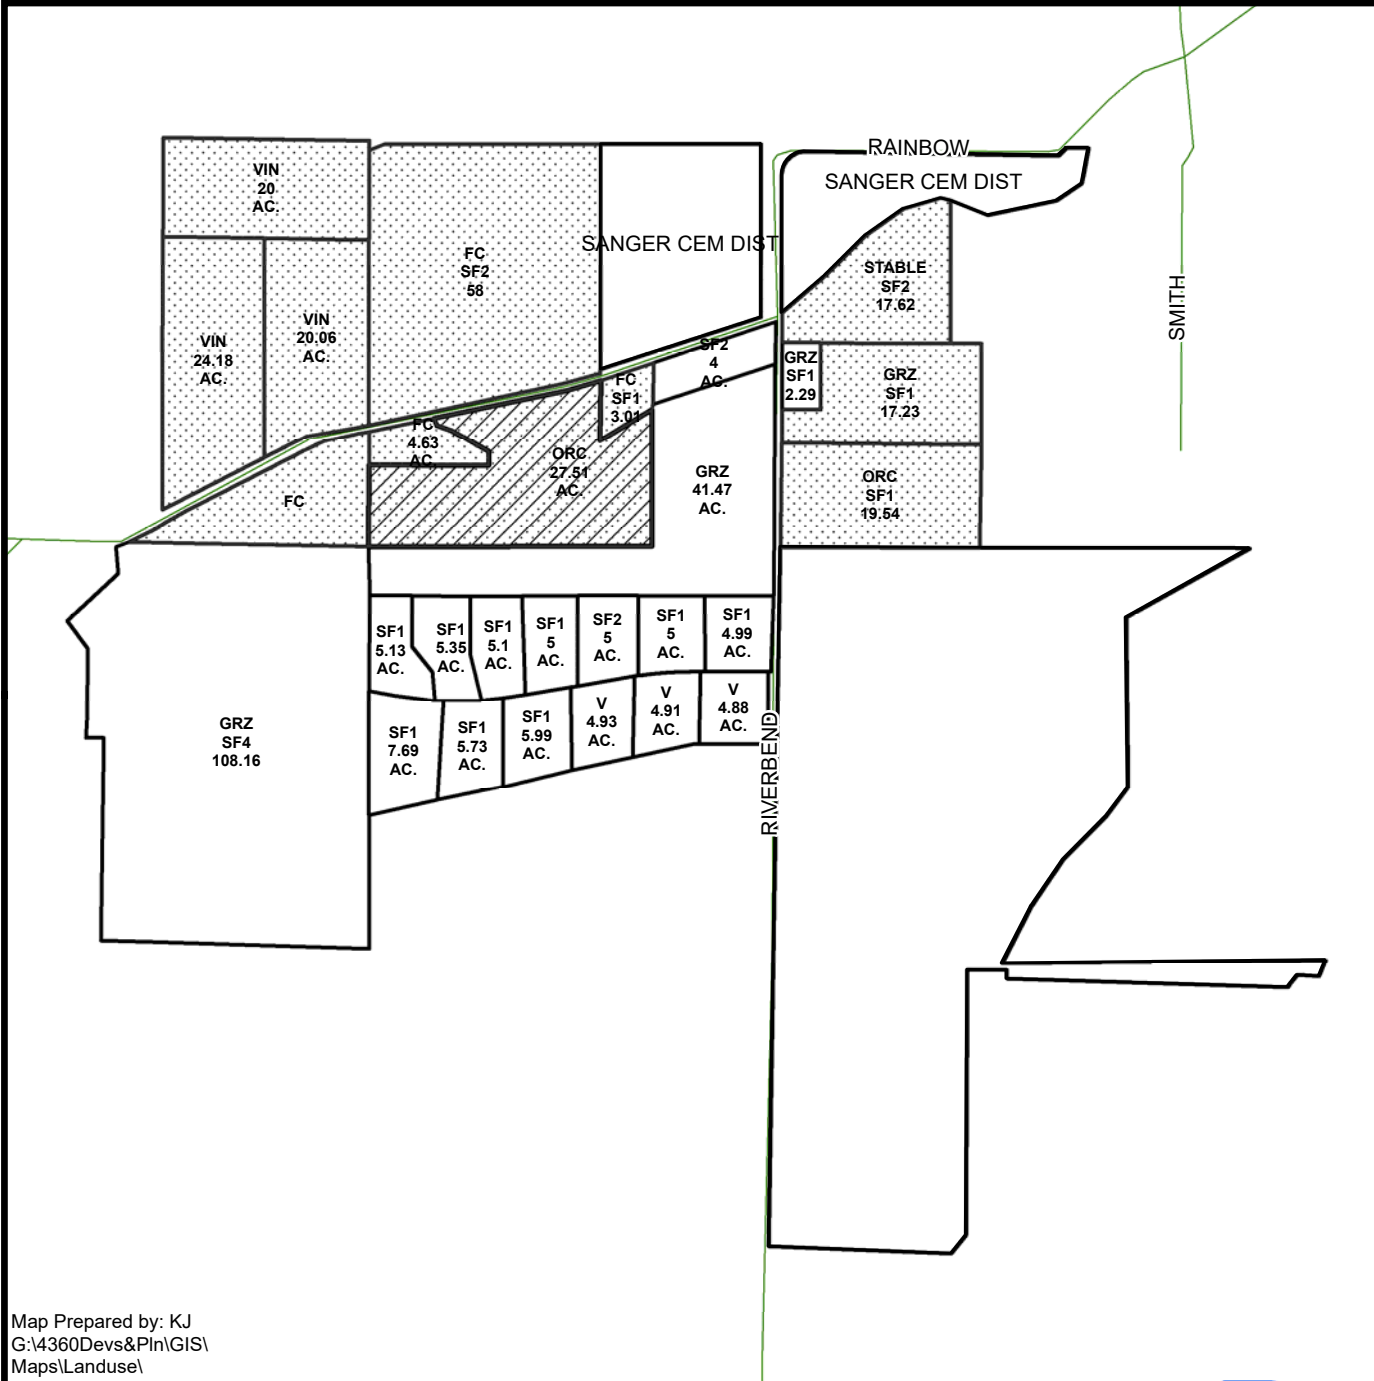 RAINBOW
SANGER CEM DIST
VIN
20
AC.
SANGER CEM DIST
FC
SF2
58
STABLE
SF2
17.62
SMITH
VIN
24.18
AC.
VIN
20.06
AC.
SF2
4
AC.
GRZ
SF1
2.29
GRZ
SF1
17.23
FC
SF1
3.01
FC
4.63
AC.
ORC
27.51
AC.
GRZ
41.47
AC.
ORC
SF1
19.54
FC
SF1
5.13
AC.
SF1
5.35
AC.
SF1
5.1
AC.
SF1
5
AC.
SF2
5
AC.
SF1
5
AC.
SF1
4.99
AC.
GRZ
SF4
108.16
SF1
7.69
AC.
SF1
5.73
AC.
SF1
5.99
AC.
V
4.93
AC.
V
4.91
AC.
V
4.88
AC.
RIVERBEND
Map Prepared by: KJ
G:\4360Devs&Pln\GIS\
Maps\Landuse\